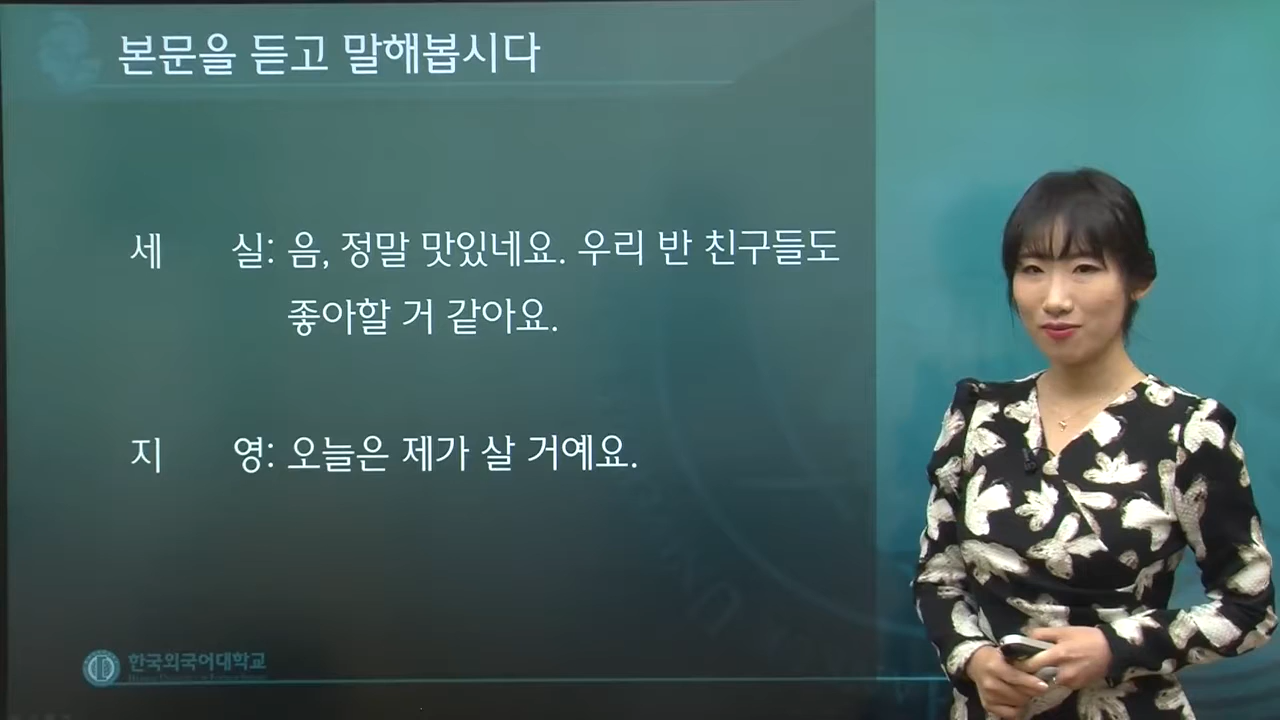 본문을 듣고 말해봅시다
세 실: 음, 정말 맛있네요. 우리 반 친구들도
좋아할 거 같아요.
지 영: 오늘은 제가 살 거예요.
한국외국어대학교